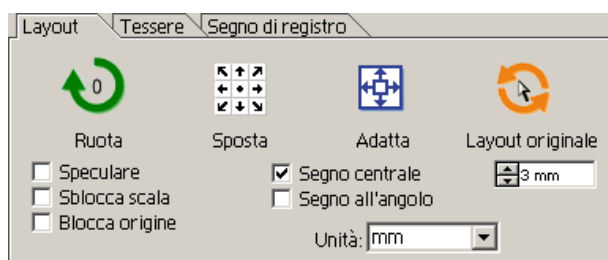 Layout Tessere Segno di registro
0
Ruota Sposta Adatta Layout originale
Speculare Segno centrale 3 mm
Sblocca scala Segno all'angolo
Blocca origine
Unità: mm